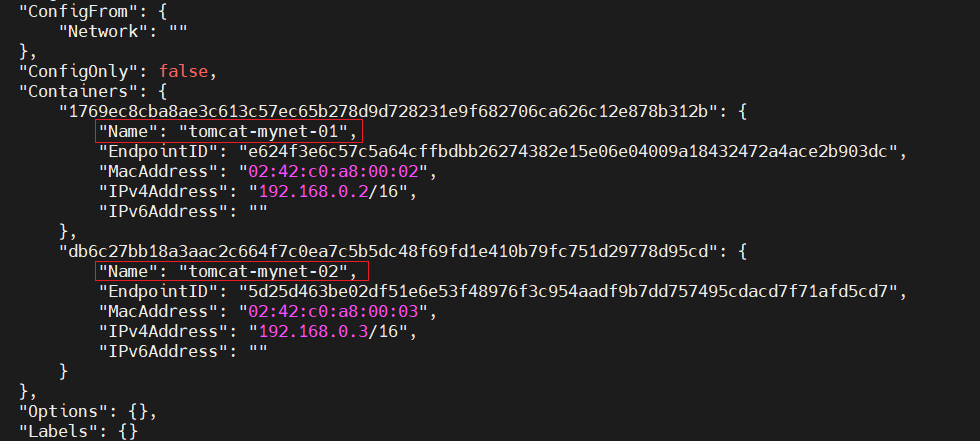 "ConfigFrom": {
"Network": ""
},
"ConfigOnly": false,
"Containers": {
"1769ec8cba8ae3c613c57ec65b278d9d728231e9f682706ca626c12e878b312b": {
"Name": "tomcat-mynet-01",
"EndpointID": "e624f3e6c57c5a64cffbdbb26274382e15e06e04009a18432472a4ace2b903dc",
"MacAddress": "02:42:c0:a8:00:02",
"IPv4Address": "192.168.0.2/16",
"IPv6Address": ""
},
"db6c27bb18a3aac2c664f7c0ea7c5b5dc48f69fd1e410b79fc751d29778d95cd": {
"Name": "tomcat-mynet-02",
"EndpointID": "5d25d463be02df51e6e53f48976f3c954aadf9b7dd757495cdacd7f71afd5cd7",
"MacAddress": "02:42:c0:a8:00:03",
"IPv4Address": "192.168.0.3/16",
"IPv6Address": ""
}
},
"Options": {},
"Labels": {}